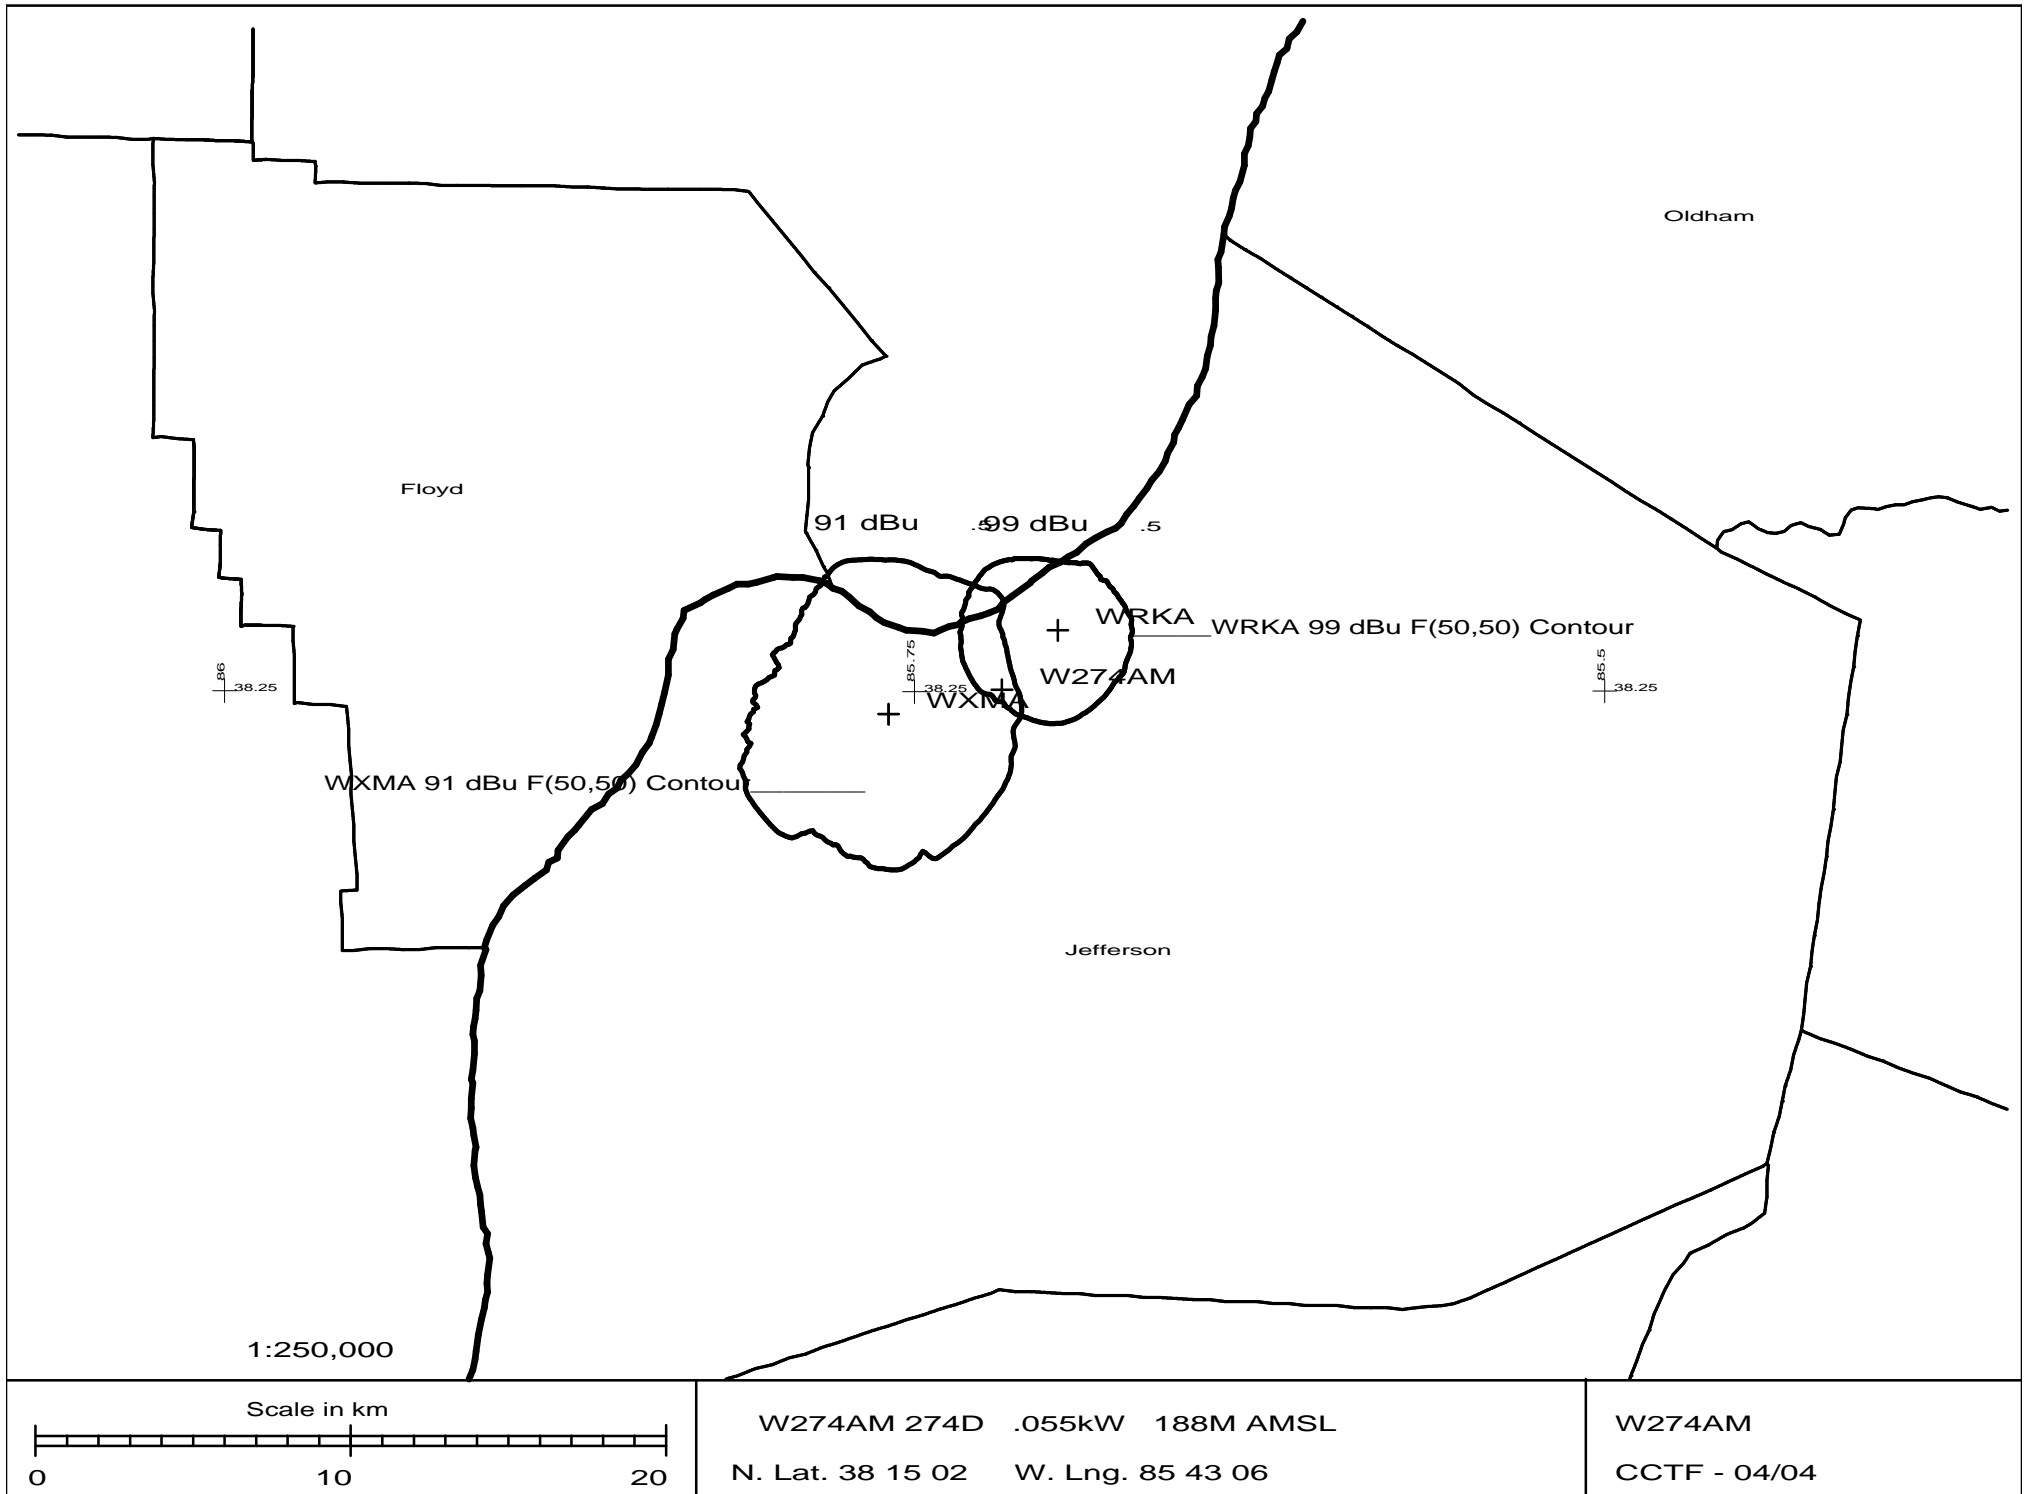 Oldham
Floyd
91 dBu .5
99 dBu .5
WRKA
WRKA 99 dBu F(50,50) Contour
86
38.25
85.75
38.25
W274AM
WXMA
85.5
38.25
WXMA 91 dBu F(50,50) Contour
Jefferson
1:250,000
Scale in km
0 10 20
W274AM 274D .055kW 188M AMSL
N. Lat. 38 15 02 W. Lng. 85 43 06
W274AM
CCTF - 04/04